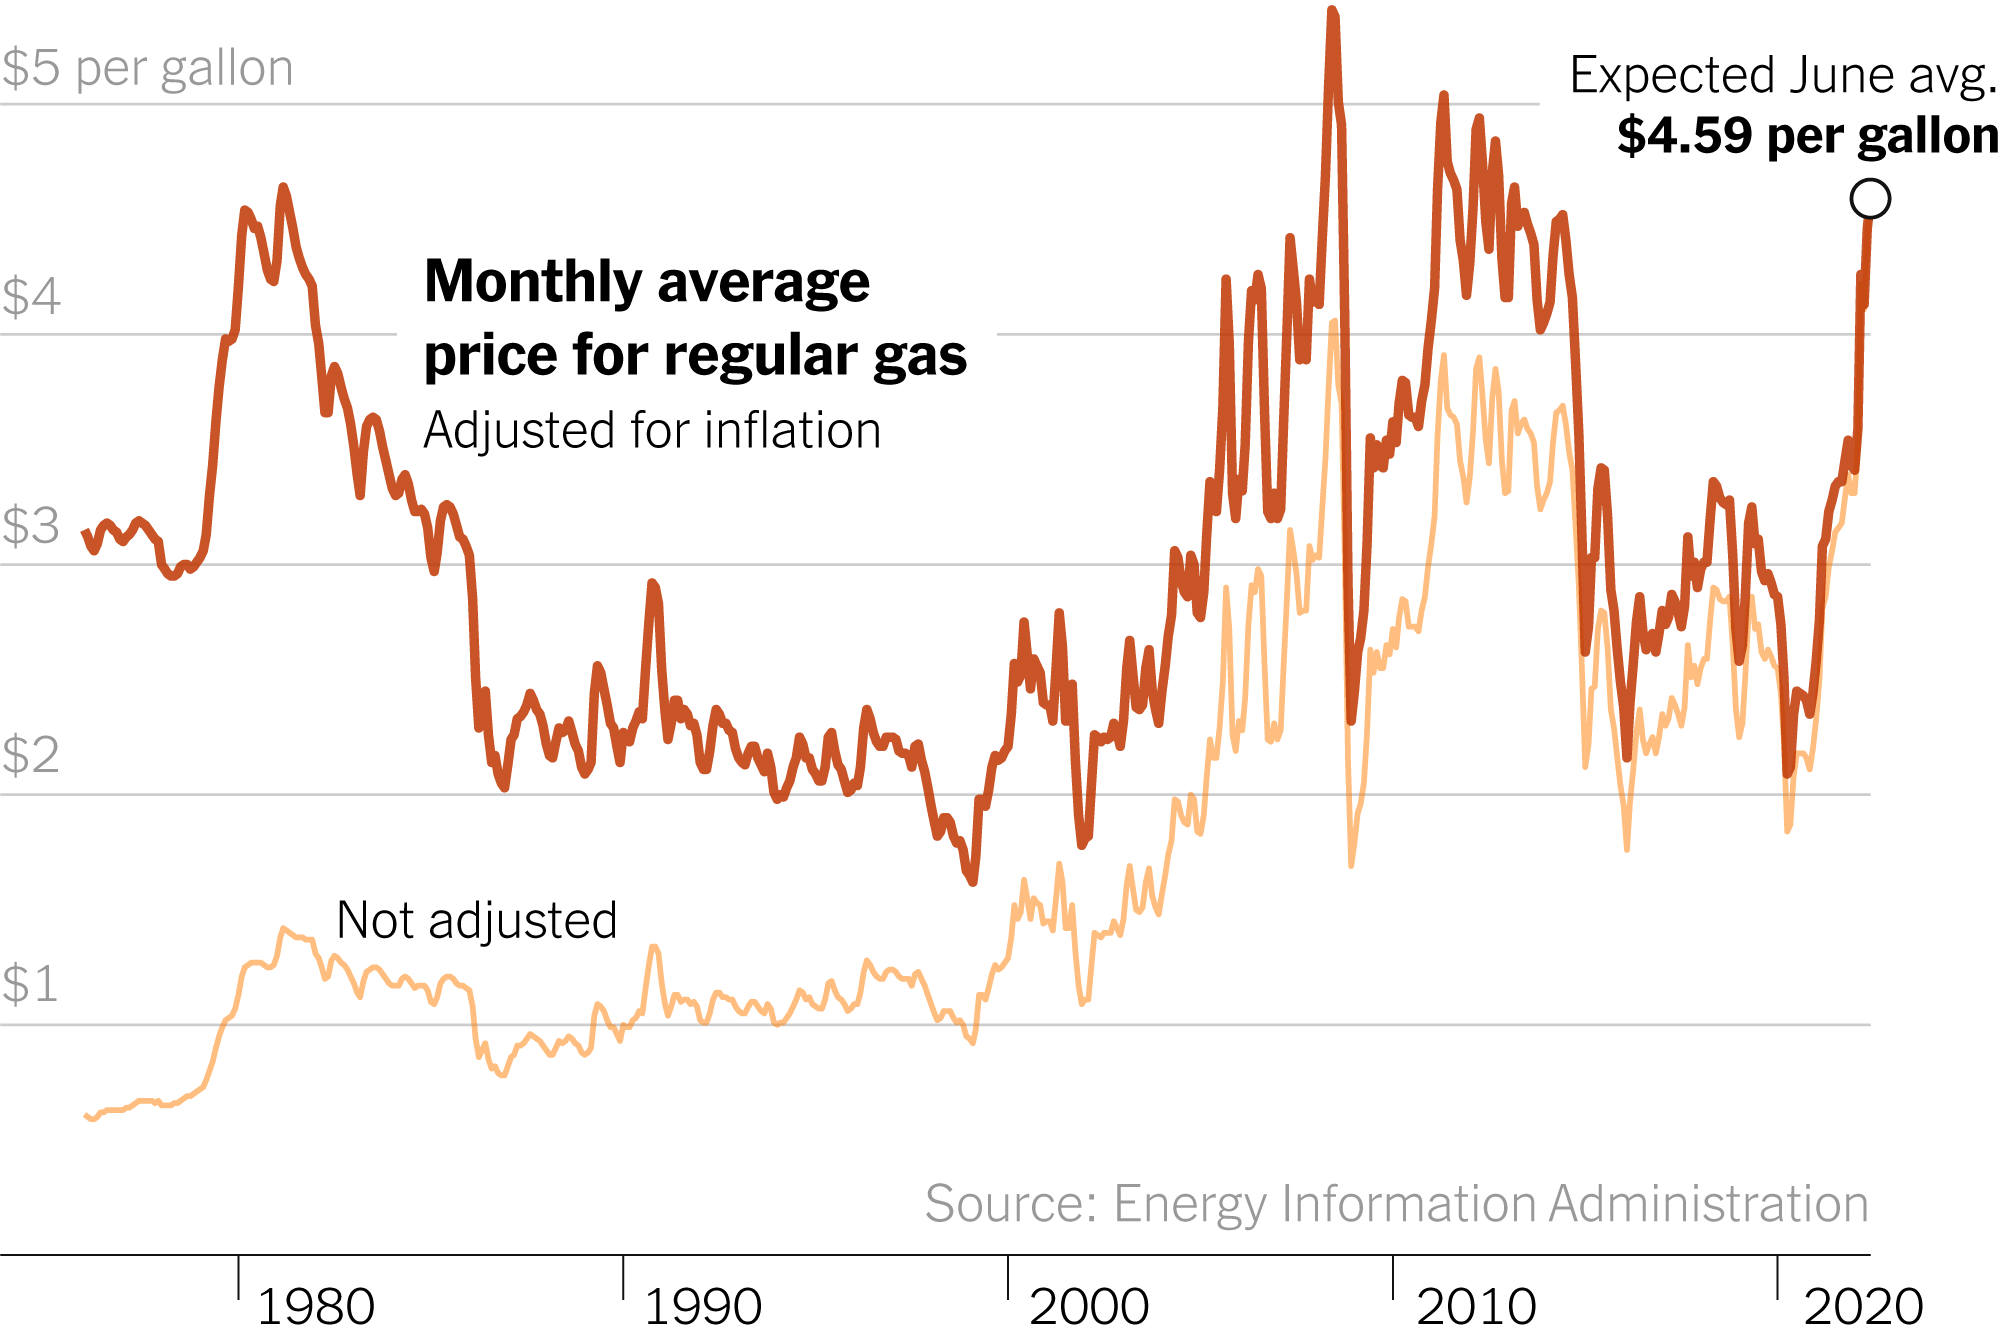 $5 per gallon
Expected June avg.
$4.59 per gallon
$4
Monthly average
price for regular gas
Adjusted for inflation
$3
$2
Not adjusted
$1
Source: Energy Information Administration
1980
1990
2000
2010
2020